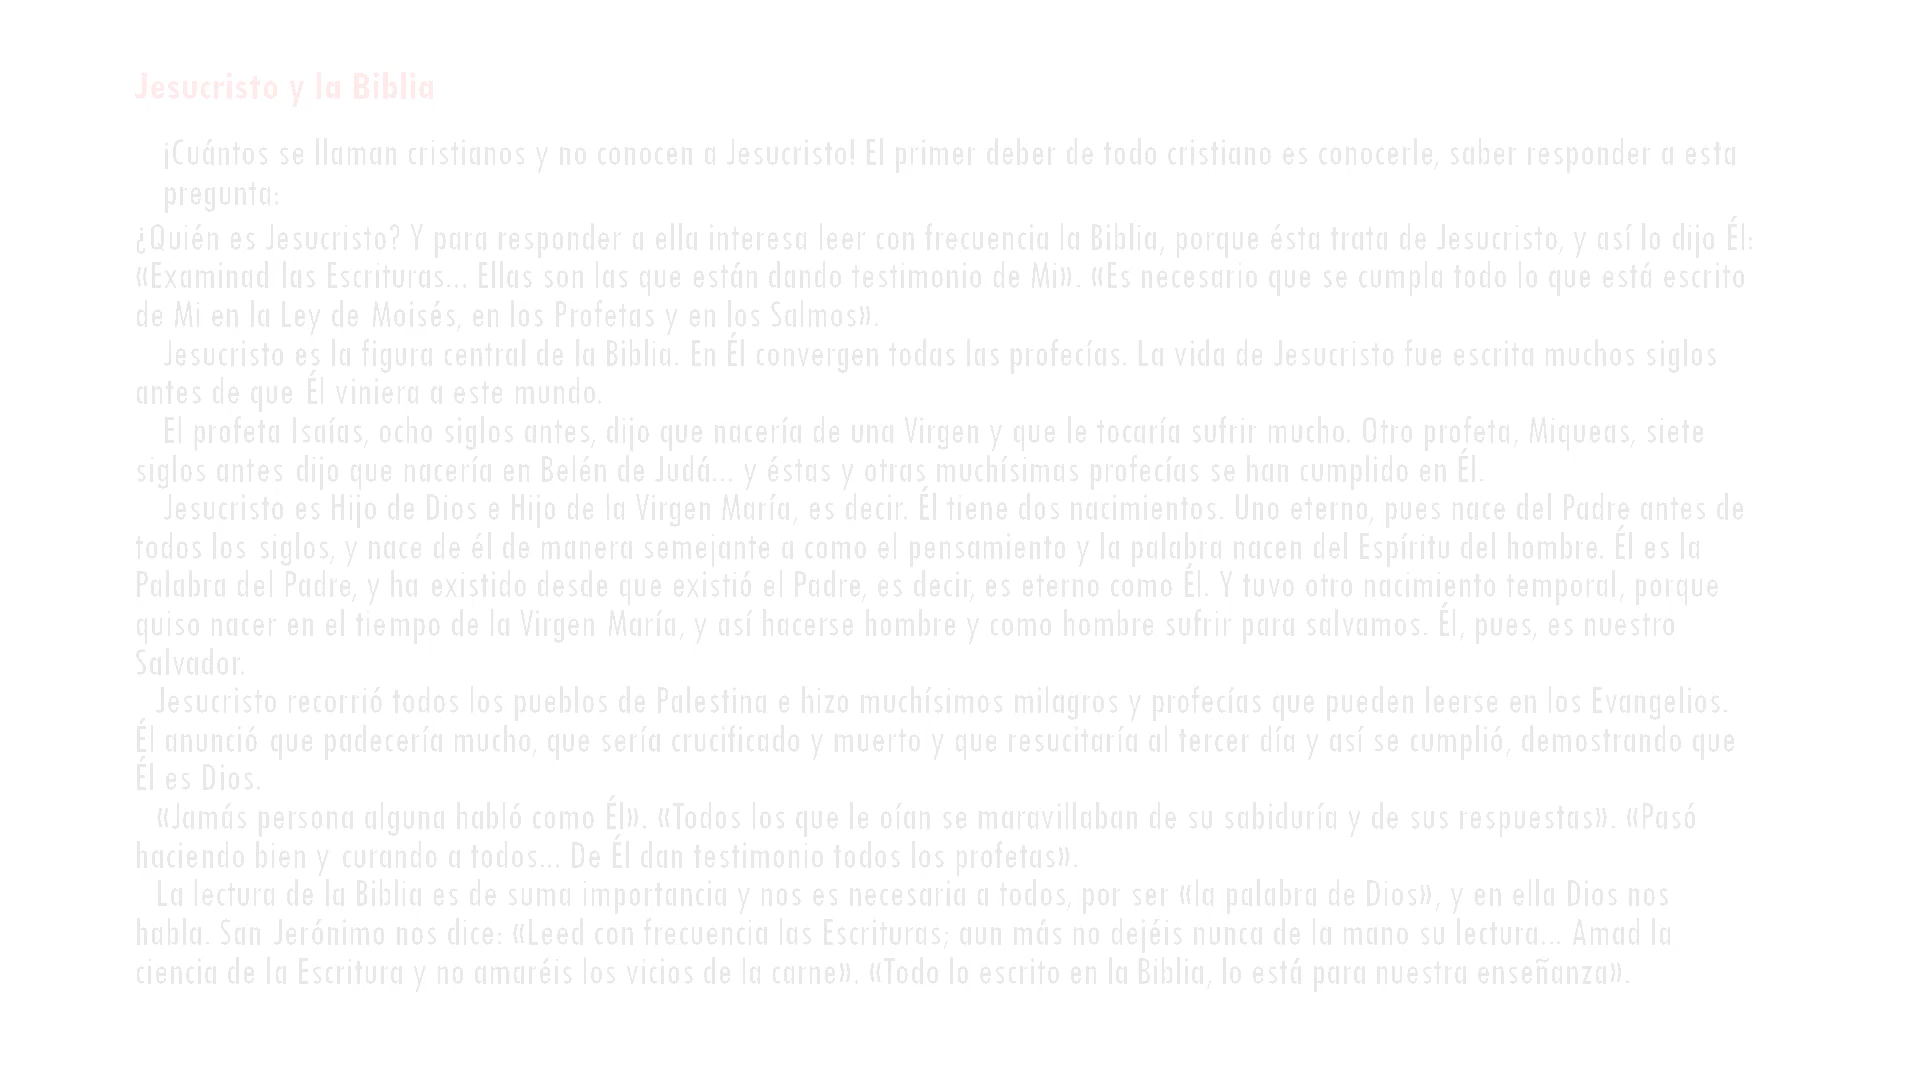 Jesucristo y la Biblia
¡Cuántos se llaman cristianos y no conocen a Jesucristo! El primer deber de todo cristiano es conocerle, saber responder a esta
pregunta:
¿Quién es Jesucristo? Y para responder a ella interesa leer con frecuencia la Biblia, porque ésta trata de Jesucristo, y así lo dijo Él:
«Examinad las Escrituras... Ellas son las que están dando testimonio de Mi». «Es necesario que se cumpla todo lo que está escrito
de Mi en la Ley de Moisés, en los Profetas y en los Salmos».
Jesucristo es la figura central de la Biblia. En Él convergen todas las profecías. La vida de Jesucristo fue escrita muchos siglos
antes de que Él viniera a este mundo.
El profeta Isaías, ocho siglos antes, dijo que nacería de una Virgen y que le tocaría sufrir mucho. Otro profeta, Miqueas, siete
siglos antes dijo que nacería en Belén de Judá... y éstas y otras muchísimas profecías se han cumplido en Él.
Jesucristo es Hijo de Dios e Hijo de la Virgen María, es decir. Él tiene dos nacimientos. Uno eterno, pues nace del Padre antes de
todos los siglos, y nace de él de manera semejante a como el pensamiento y la palabra nacen del Espíritu del hombre. Él es la
Palabra del Padre, y ha existido desde que existió el Padre, es decir, es eterno como Él. Y tuvo otro nacimiento temporal, porque
quiso nacer en el tiempo de la Virgen María, y así hacerse hombre y como hombre sufrir para salvamos. Él, pues, es nuestro
Salvador.
Jesucristo recorrió todos los pueblos de Palestina e hizo muchísimos milagros y profecías que pueden leerse en los Evangelios.
Él anunció que padecería mucho, que sería crucificado y muerto y que resucitaría al tercer día y así se cumplió, demostrando que
Él es Dios.
«Jamás persona alguna habló como Él». «Todos los que le oían se maravillaban de su sabiduría y de sus respuestas». «Pasó
haciendo bien y curando a todos... De Él dan testimonio todos los profetas».
La lectura de la Biblia es de suma importancia y nos es necesaria a todos, por ser «la palabra de Dios», y en ella Dios nos
habla. San Jerónimo nos dice: «Leed con frecuencia las Escrituras; aun más no dejéis nunca de la mano su lectura... Amad la
ciencia de la Escritura y no amaréis los vicios de la carne». «Todo lo escrito en la Biblia, lo está para nuestra enseñanza».